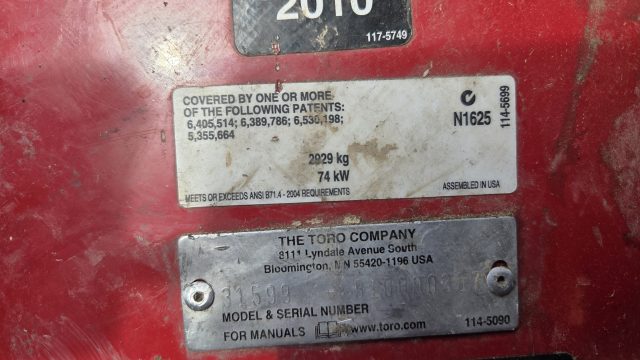 2010
117-5749
COVERED BY ONE OR MORE
OF THE FOLLOWING PATENTS:
6,405,514; 6,389,786; 6,530,198;
5,355,664
N1625
114-5699
2029 kg
74 kW
MEETS OR EXCEEDS ANSI B71.4 - 2004 REQUIREMENTS
ASSEMBLED IN USA
THE TORO COMPANY
8111 Lyndale Avenue South
Bloomington, MN 55420-1196 USA
31599
MODEL & SERIAL NUMBER
FOR MANUALS www.toro.com
114-5090